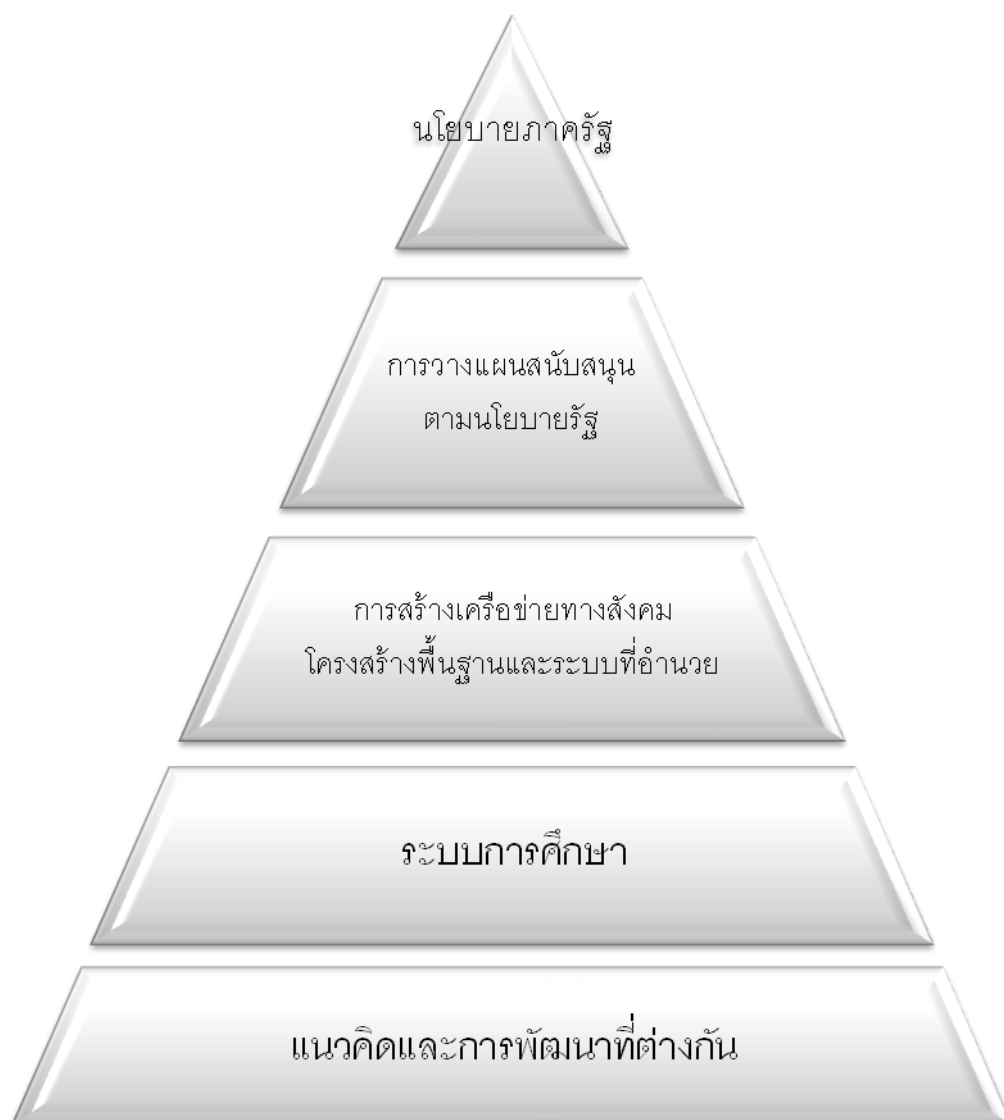 นโยบายภาครัฐ
การวางแผนสนับสนุน
ตามนโยบายรัฐ
การสร้างเครือข่ายทางสังคม
โครงสร้างพื้นฐานและระบบที่อำนวย
ระบบการศึกษา
แนวคิดและการพัฒนาที่ต่างกัน